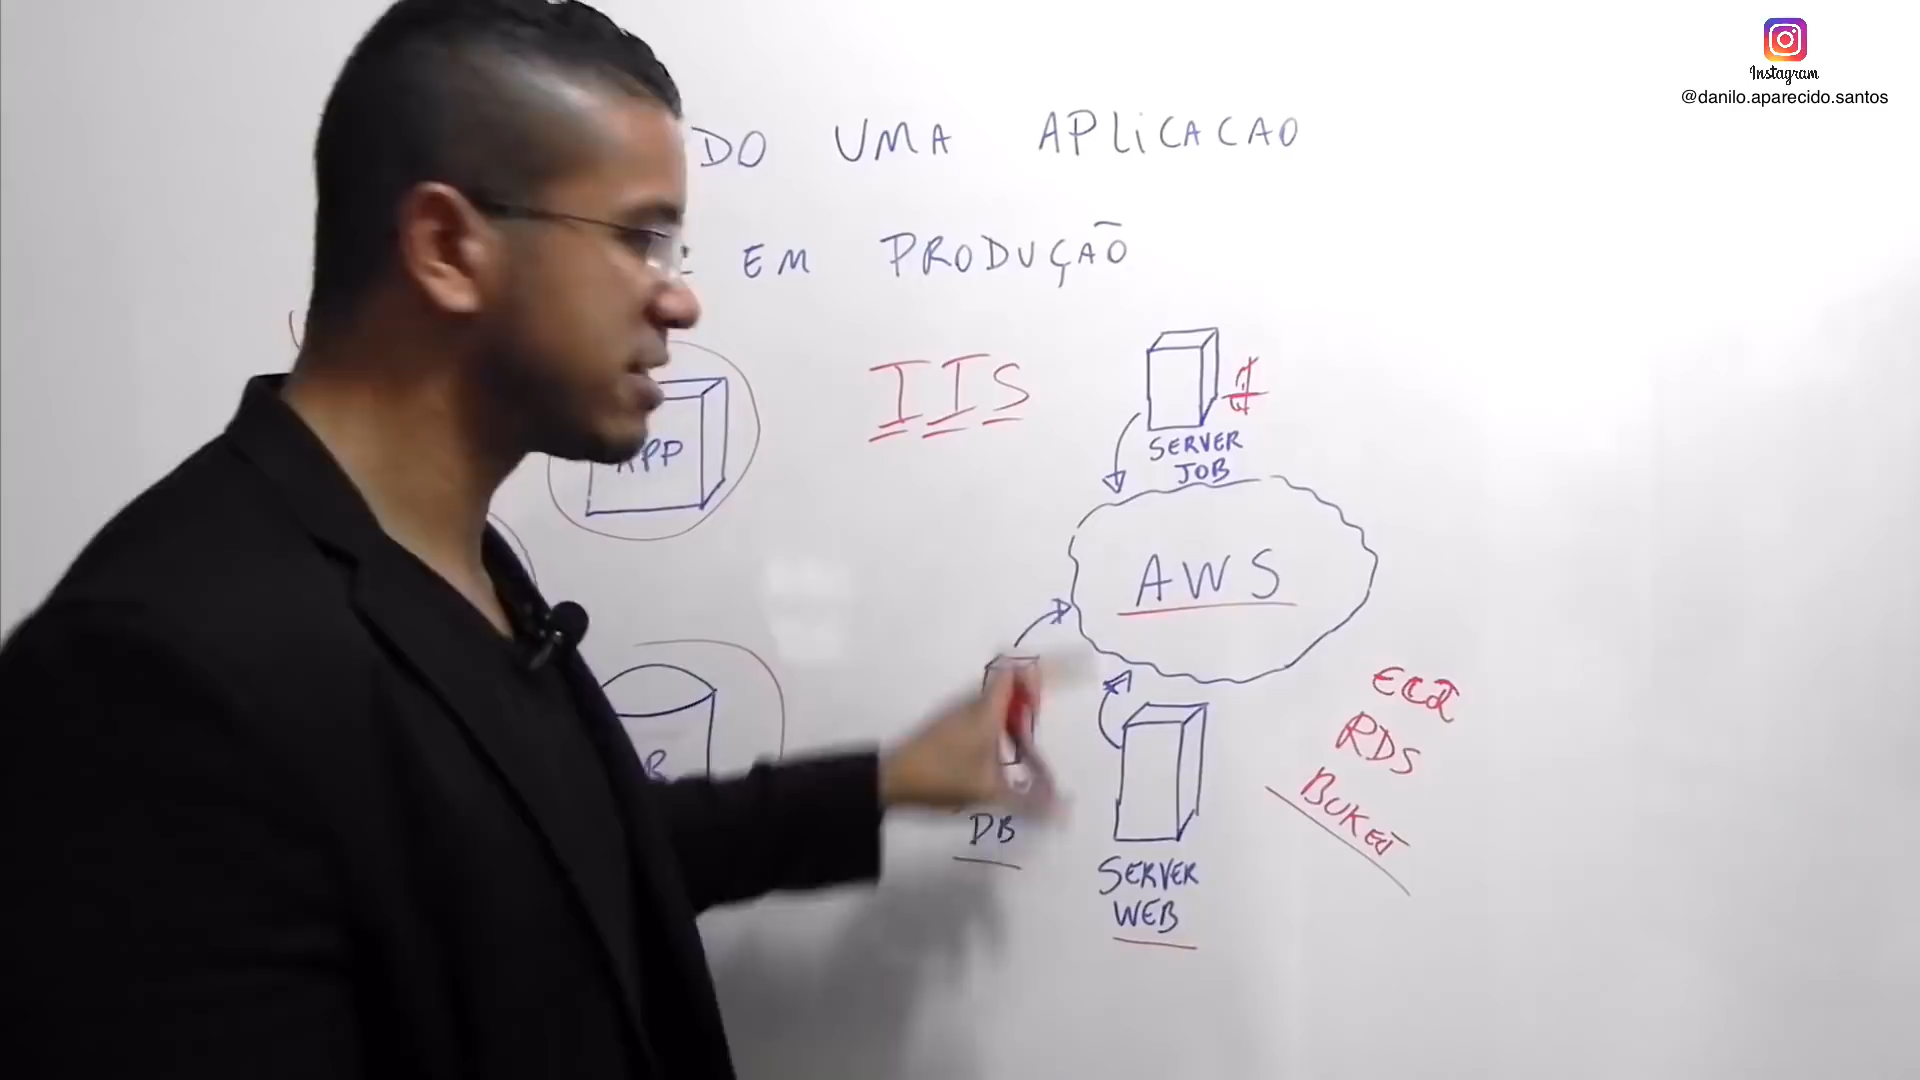 Instagram
@danilo.aparecido.santos
DO UMA APLICACAO
EM PRODUÇÃO
IIS
APP
SERVER
JOB
AWS
EC2
RDS
BUKET
DB
SERVER
WEB